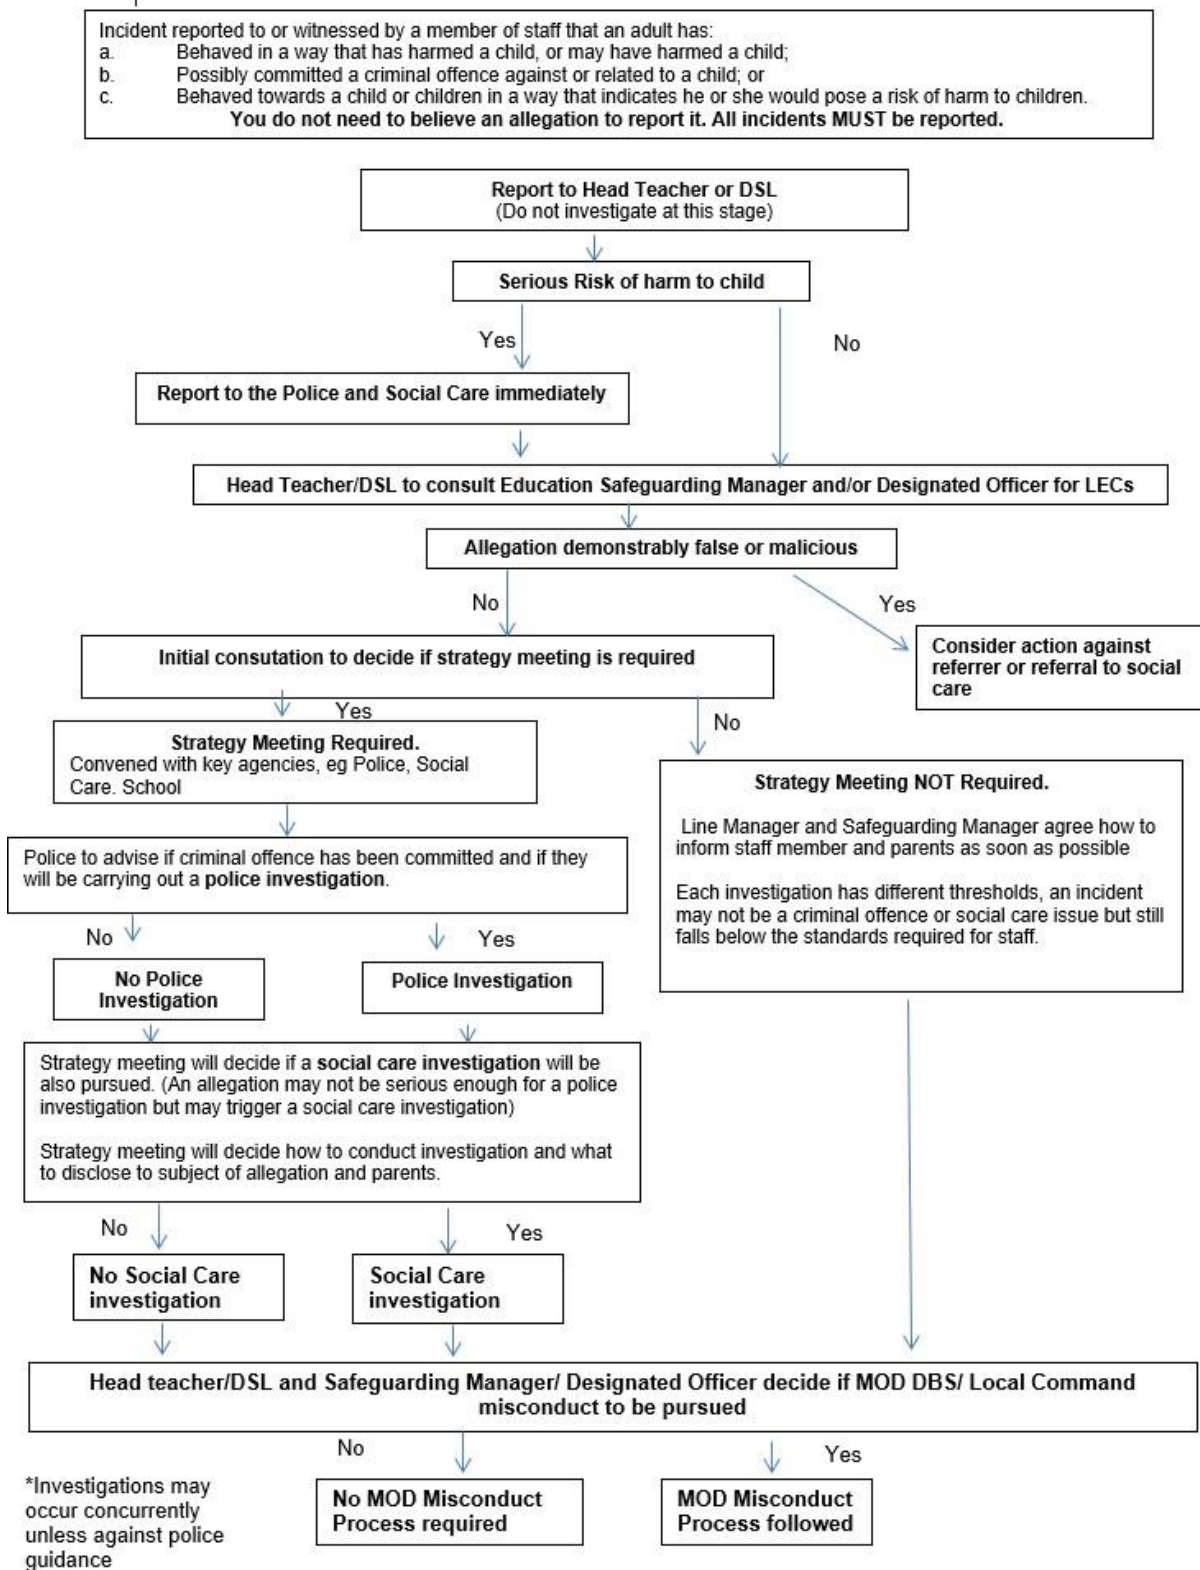 Incident reported to or witnessed by a member of staff that an adult has:
a. Behaved in a way that has harmed a child, or may have harmed a child;
b. Possibly committed a criminal offence against or related to a child; or
c. Behaved towards a child or children in a way that indicates he or she would pose a risk of harm to children.
You do not need to believe an allegation to report it. All incidents MUST be reported.
Report to Head Teacher or DSL
(Do not investigate at this stage)
Serious Risk of harm to child
Yes
No
Report to the Police and Social Care immediately
Head Teacher/DSL to consult Education Safeguarding Manager and/or Designated Officer for LECs
Allegation demonstrably false or malicious
No
Yes
Consider action against
referrer or referral to social
care
Initial consutation to decide if strategy meeting is required
Yes
No
Strategy Meeting Required.
Convened with key agencies, eg Police, Social
Care. School
Strategy Meeting NOT Required.
Line Manager and Safeguarding Manager agree how to
inform staff member and parents as soon as possible
Each investigation has different thresholds, an incident
may not be a criminal offence or social care issue but still
falls below the standards required for staff.
Police to advise if criminal offence has been committed and if they
will be carrying out a police investigation.
No
Yes
No Police
Investigation
Police Investigation
Strategy meeting will decide if a social care investigation will be
also pursued. (An allegation may not be serious enough for a police
investigation but may trigger a social care investigation)
Strategy meeting will decide how to conduct investigation and what
to disclose to subject of allegation and parents.
No
Yes
No Social Care
investigation
Social Care
investigation
Head teacher/DSL and Safeguarding Manager/ Designated Officer decide if MOD DBS/ Local Command
misconduct to be pursued
No
Yes
*Investigations may
occur concurrently
unless against police
guidance
No MOD Misconduct
Process required
MOD Misconduct
Process followed